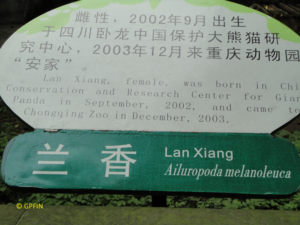 雌性，2002年9月出生
于四川卧龙中国保护大熊猫研
究中心，2003年12月来重庆动物园
“安家”。
Lan Xiang, female, was born in Chi
Conservation and Research Center for Gian
Panda in September, 2002, and came to
Chongqing Zoo in December, 2003.
兰香 Lan Xiang
Ailuropoda melanoleuca
© GPFIN